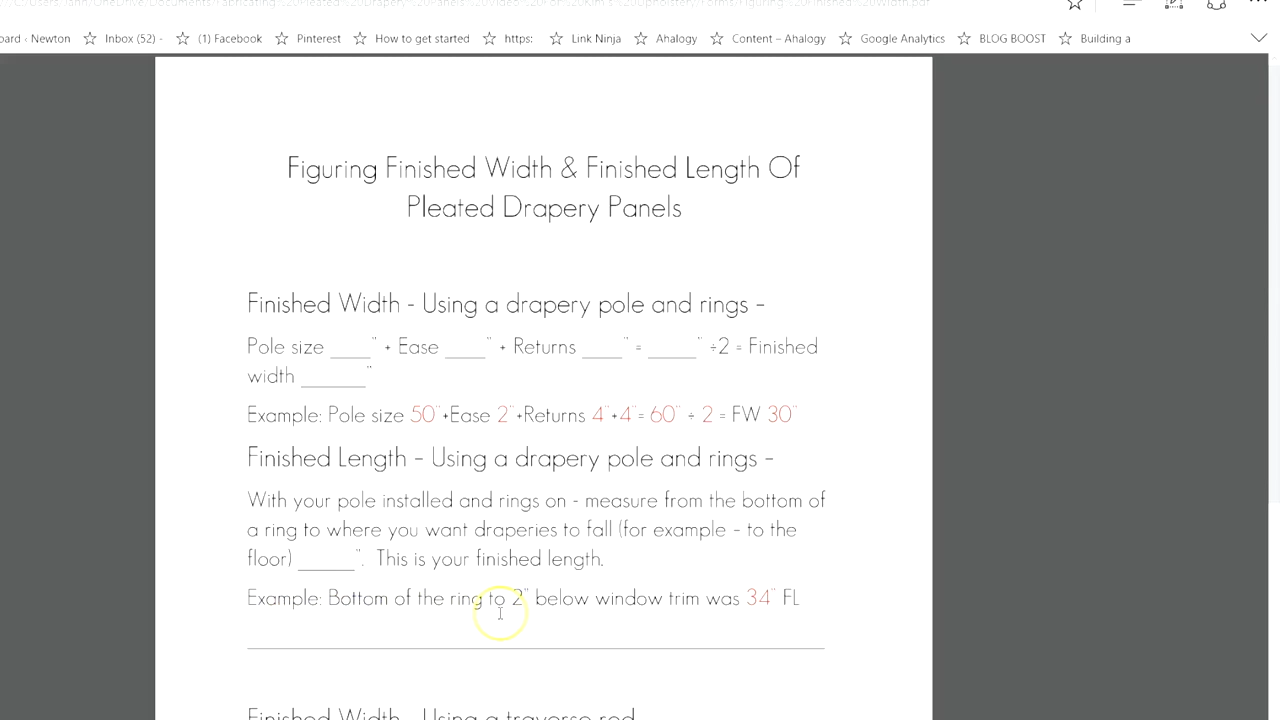 oard ‹ Newton Inbox (52) - (1) Facebook Pinterest How to get started https: Link Ninja Ahalogy Content – Ahalogy Google Analytics BLOG BOOST Building a
Figuring Finished Width & Finished Length Of
Pleated Drapery Panels
Finished Width - Using a drapery pole and rings –
Pole size ____" + Ease ____" + Returns ____" = _____" ÷2 = Finished
width _______"
Example: Pole size 50"+Ease 2"+Returns 4"+4"= 60" ÷ 2 = FW 30"
Finished Length – Using a drapery pole and rings –
With your pole installed and rings on - measure from the bottom of
a ring to where you want draperies to fall (for example – to the
floor) ______". This is your finished length.
Example: Bottom of the ring to 2" below window trim was 34" FL
Finished Width - Using a traverse rod